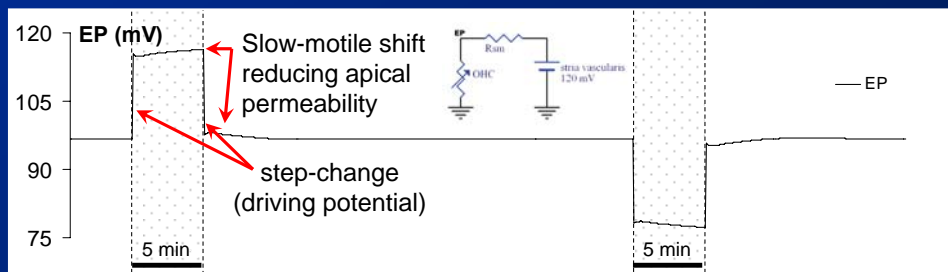 120
EP (mV)
105
90
75
Slow-motile shift
reducing apical
permeability
step-change
(driving potential)
EP
Rsm
OHC
stria vascularis
120 mV
EP
5 min
5 min